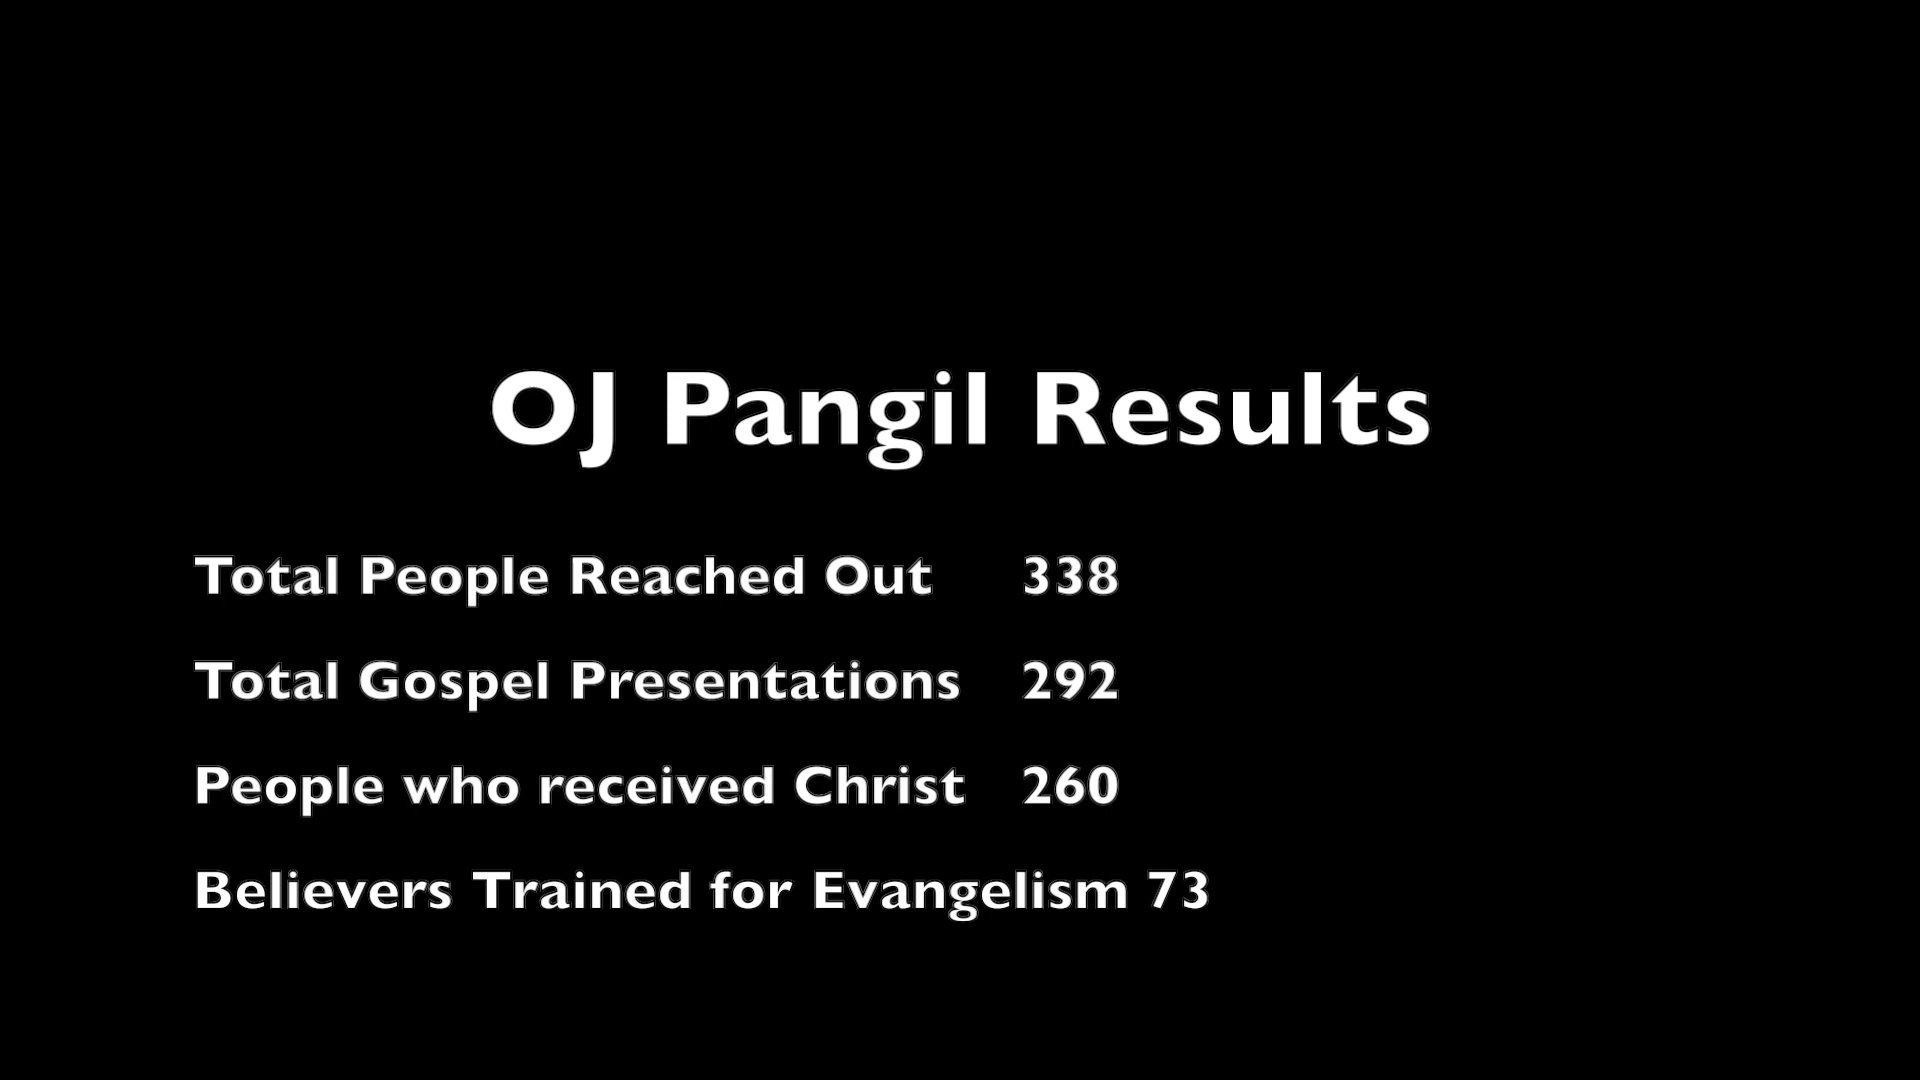 OJ Pangil Results
Total People Reached Out 338
Total Gospel Presentations 292
People who received Christ 260
Believers Trained for Evangelism 73